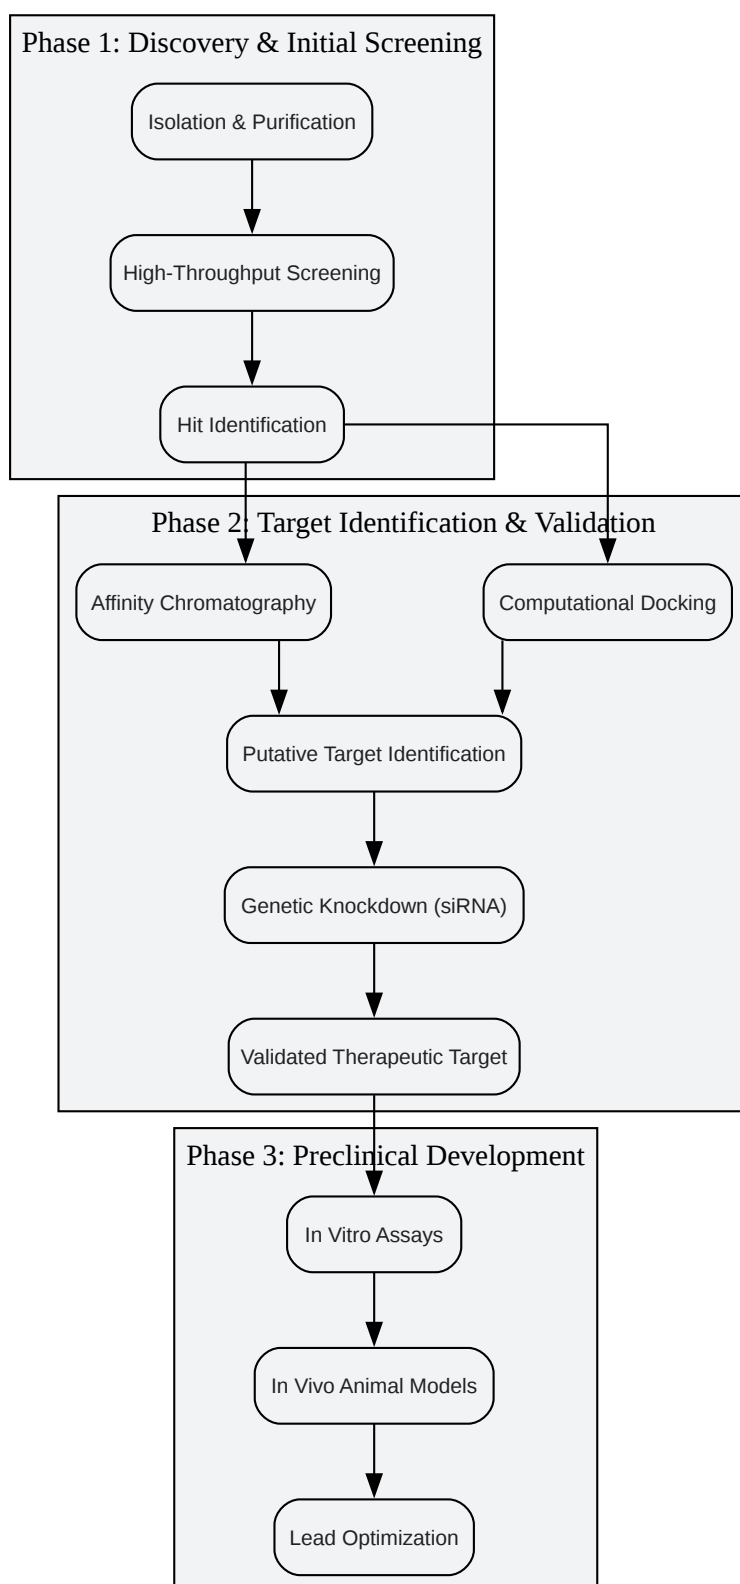 Phase 1: Discovery & Initial Screening
Isolation & Purification
High-Throughput Screening
Hit Identification
Phase 2: Target Identification & Validation
Affinity Chromatography
Computational Docking
Putative Target Identification
Genetic Knockdown (siRNA)
Validated Therapeutic Target
Phase 3: Preclinical Development
In Vitro Assays
In Vivo Animal Models
Lead Optimization